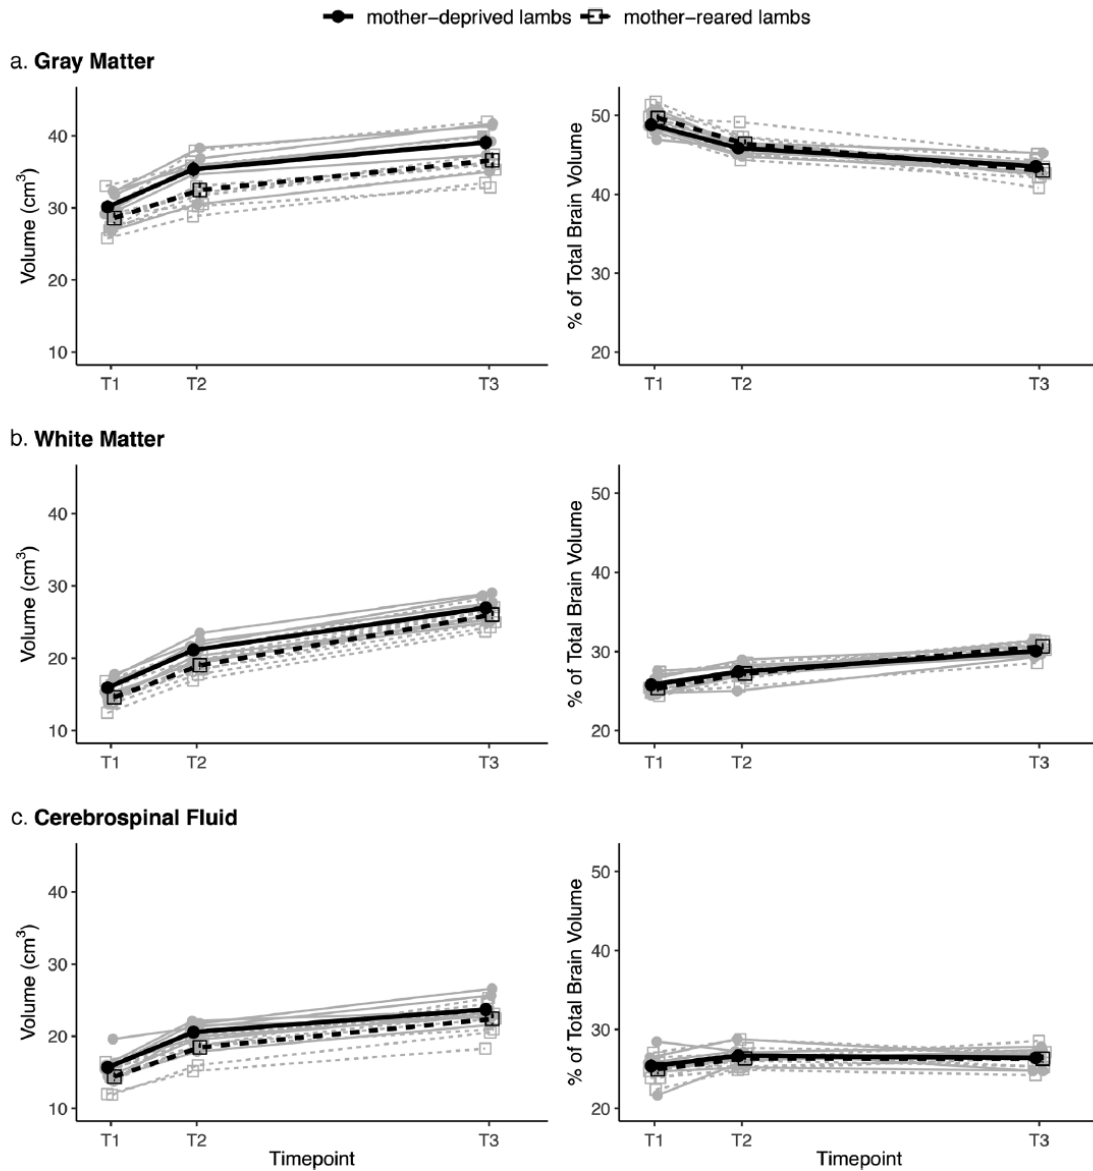 mother-deprived lambs mother-reared lambs
a. Gray Matter
Volume (cm³)
40
30
20
10
T1 T2 T3
% of Total Brain Volume
50
40
30
20
T1 T2 T3
b. White Matter
Volume (cm³)
40
30
20
10
T1 T2 T3
% of Total Brain Volume
50
40
30
20
T1 T2 T3
c. Cerebrospinal Fluid
Volume (cm³)
40
30
20
10
T1 T2 T3
Timepoint
% of Total Brain Volume
50
40
30
20
T1 T2 T3
Timepoint